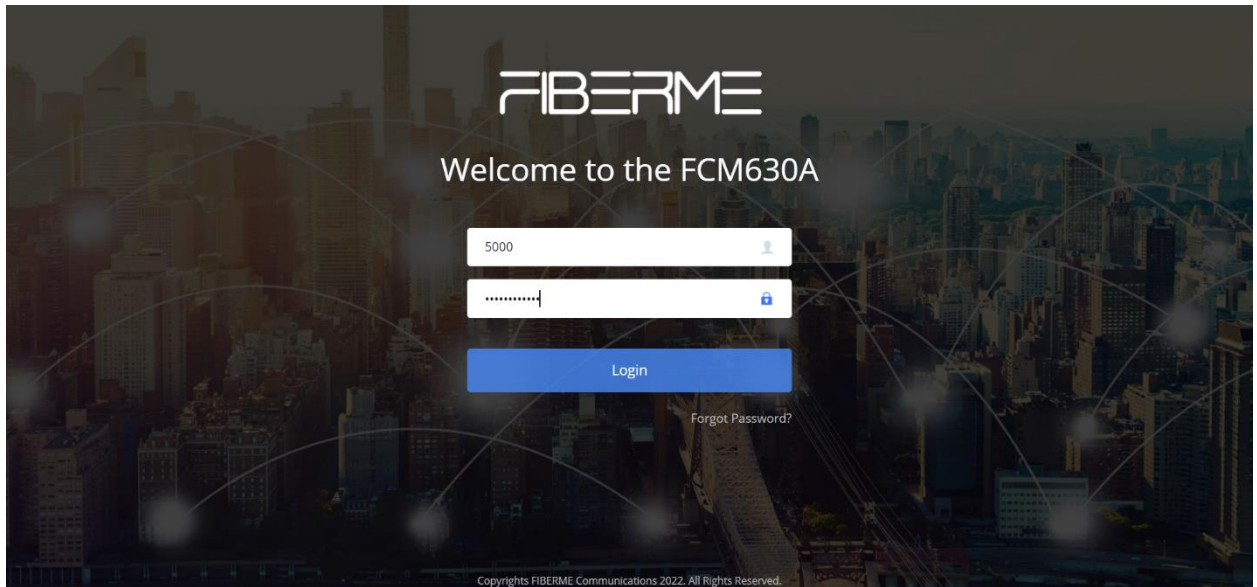 FIBERME
Welcome to the FCM630A
5000
••••••••••••
Login
Forgot Password?
Copyrights FIBERME Communications 2022. All Rights Reserved.